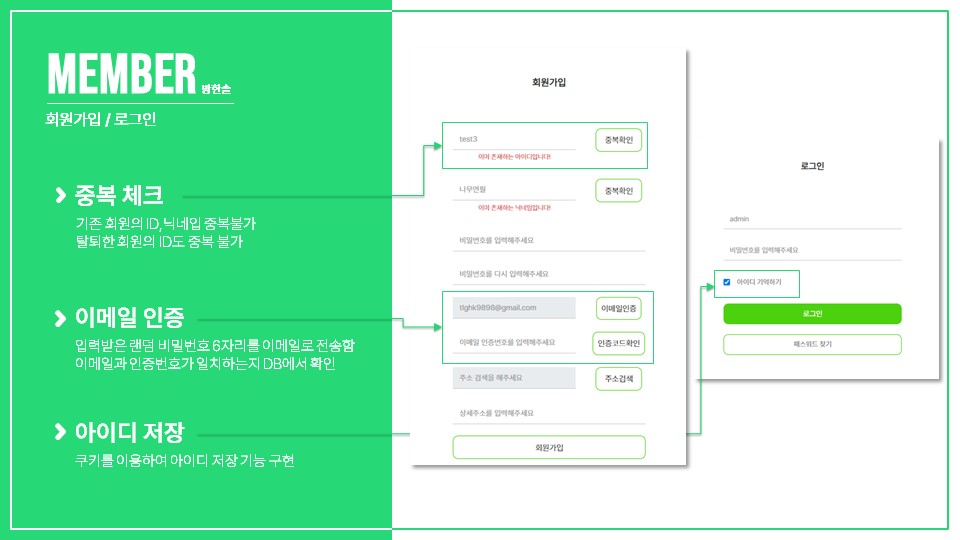 MEMBER 방한솔
회원가입 / 로그인
중복 체크
기존 회원의 ID,닉네임 중복불가
탈퇴한 회원의 ID도 중복 불가
이메일 인증
입력받은 랜덤 비밀번호 6자리를 이메일로 전송함
이메일과 인증번호가 일치하는지 DB에서 확인
아이디 저장
쿠키를 이용하여 아이디 저장 기능 구현
회원가입
test3
중복확인
이미 존재하는 아이디입니다!
나무연필
중복확인
이미 존재하는 닉네임입니다!
비밀번호를 입력해주세요
비밀번호를 다시 입력해주세요
tlghk9898@gmail.com
이메일인증
이메일 인증번호를 입력해주세요
인증코드확인
주소 검색을 해주세요
주소검색
상세주소를 입력해주세요
회원가입
로그인
admin
비밀번호를 입력해주세요
아이디 기억하기
로그인
패스워드 찾기